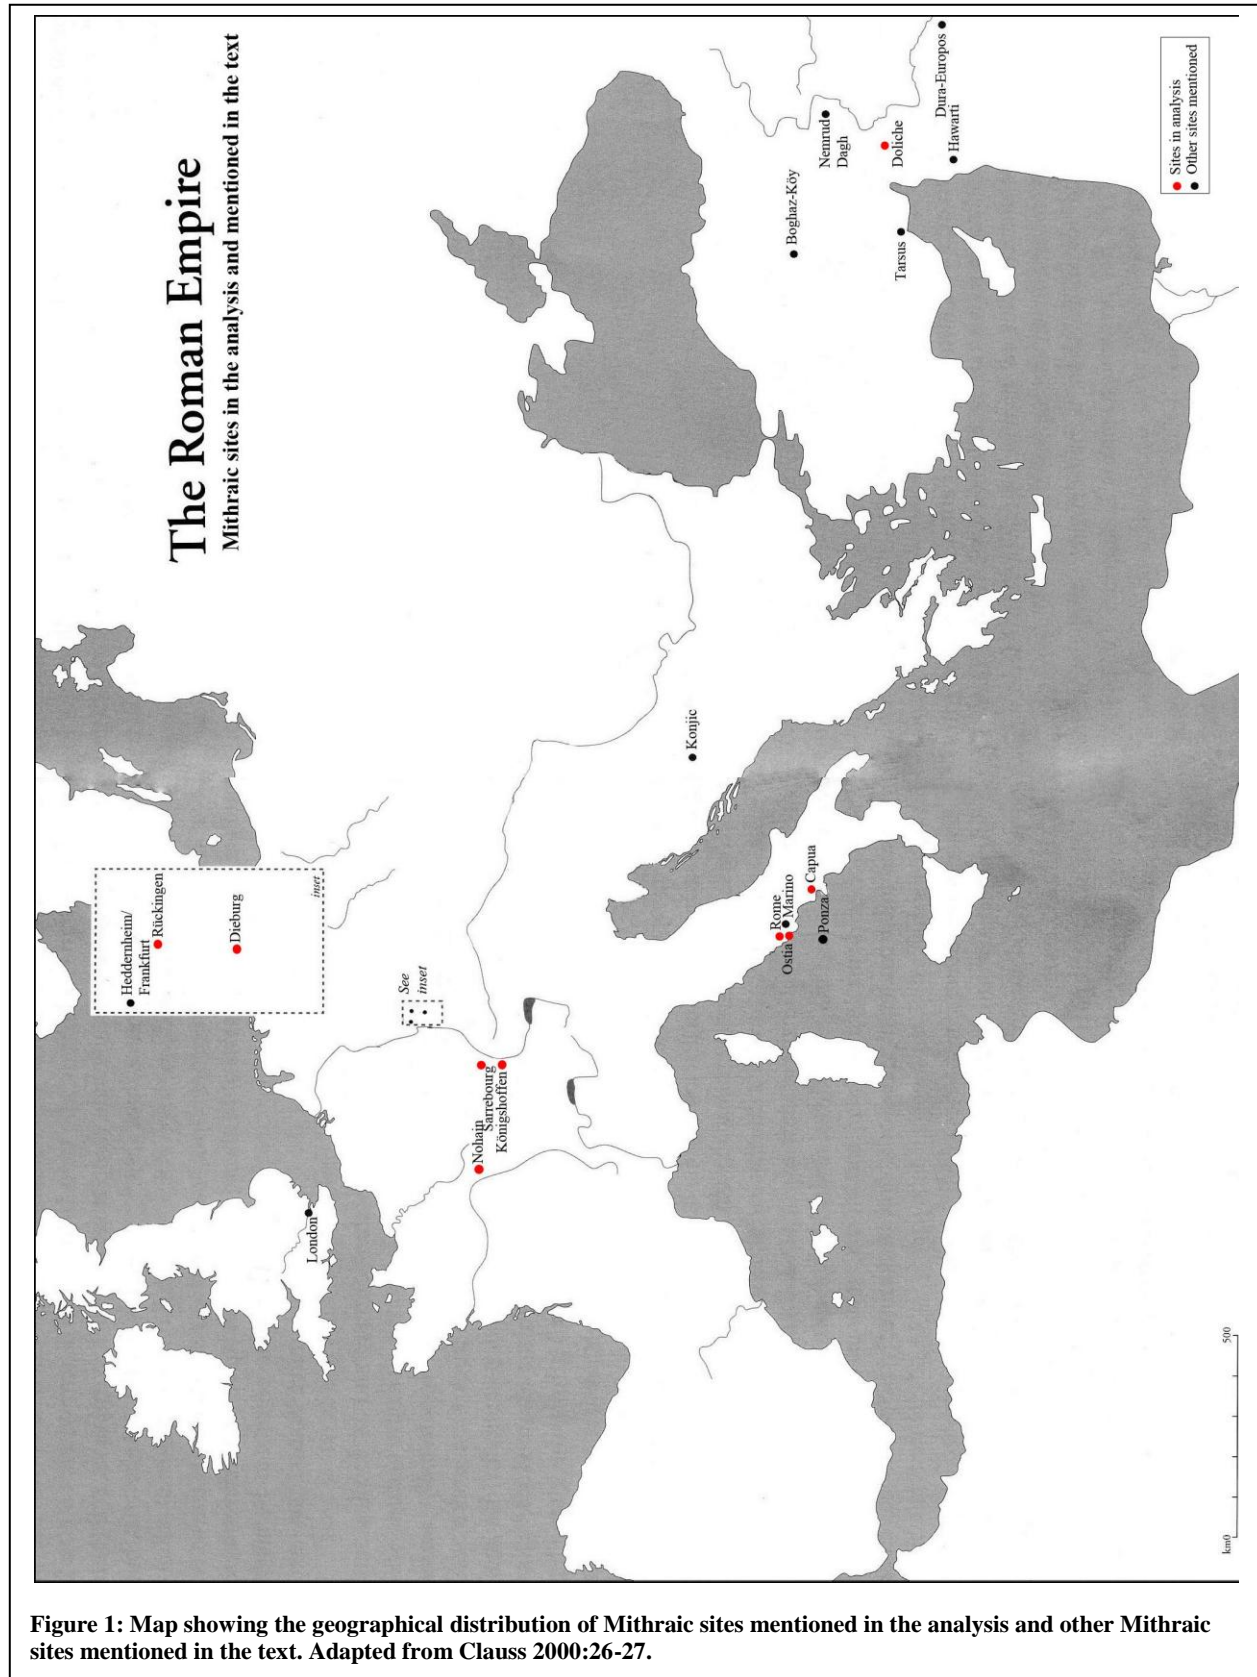 The Roman Empire
Mithraic sites in the analysis and mentioned in the text
Heddernheim/
Frankfurt
Rückingen
Dieburg
inset
See
inset
London
Nohain
Sarrebourg
Königshoffen
Konjic
Rome
Marino
Ostia
Capua
Ponza
Boghaz-Köy
Nemrud
Dagh
Doliche
Tarsus
Dura-Europos
Hawarti
Sites in analysis
Other sites mentioned
km0
500
Figure 1: Map showing the geographical distribution of Mithraic sites mentioned in the analysis and other Mithraic
sites mentioned in the text. Adapted from Clauss 2000:26-27.